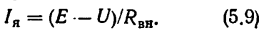 Iя = (E - U)/Rвн. (5.9)